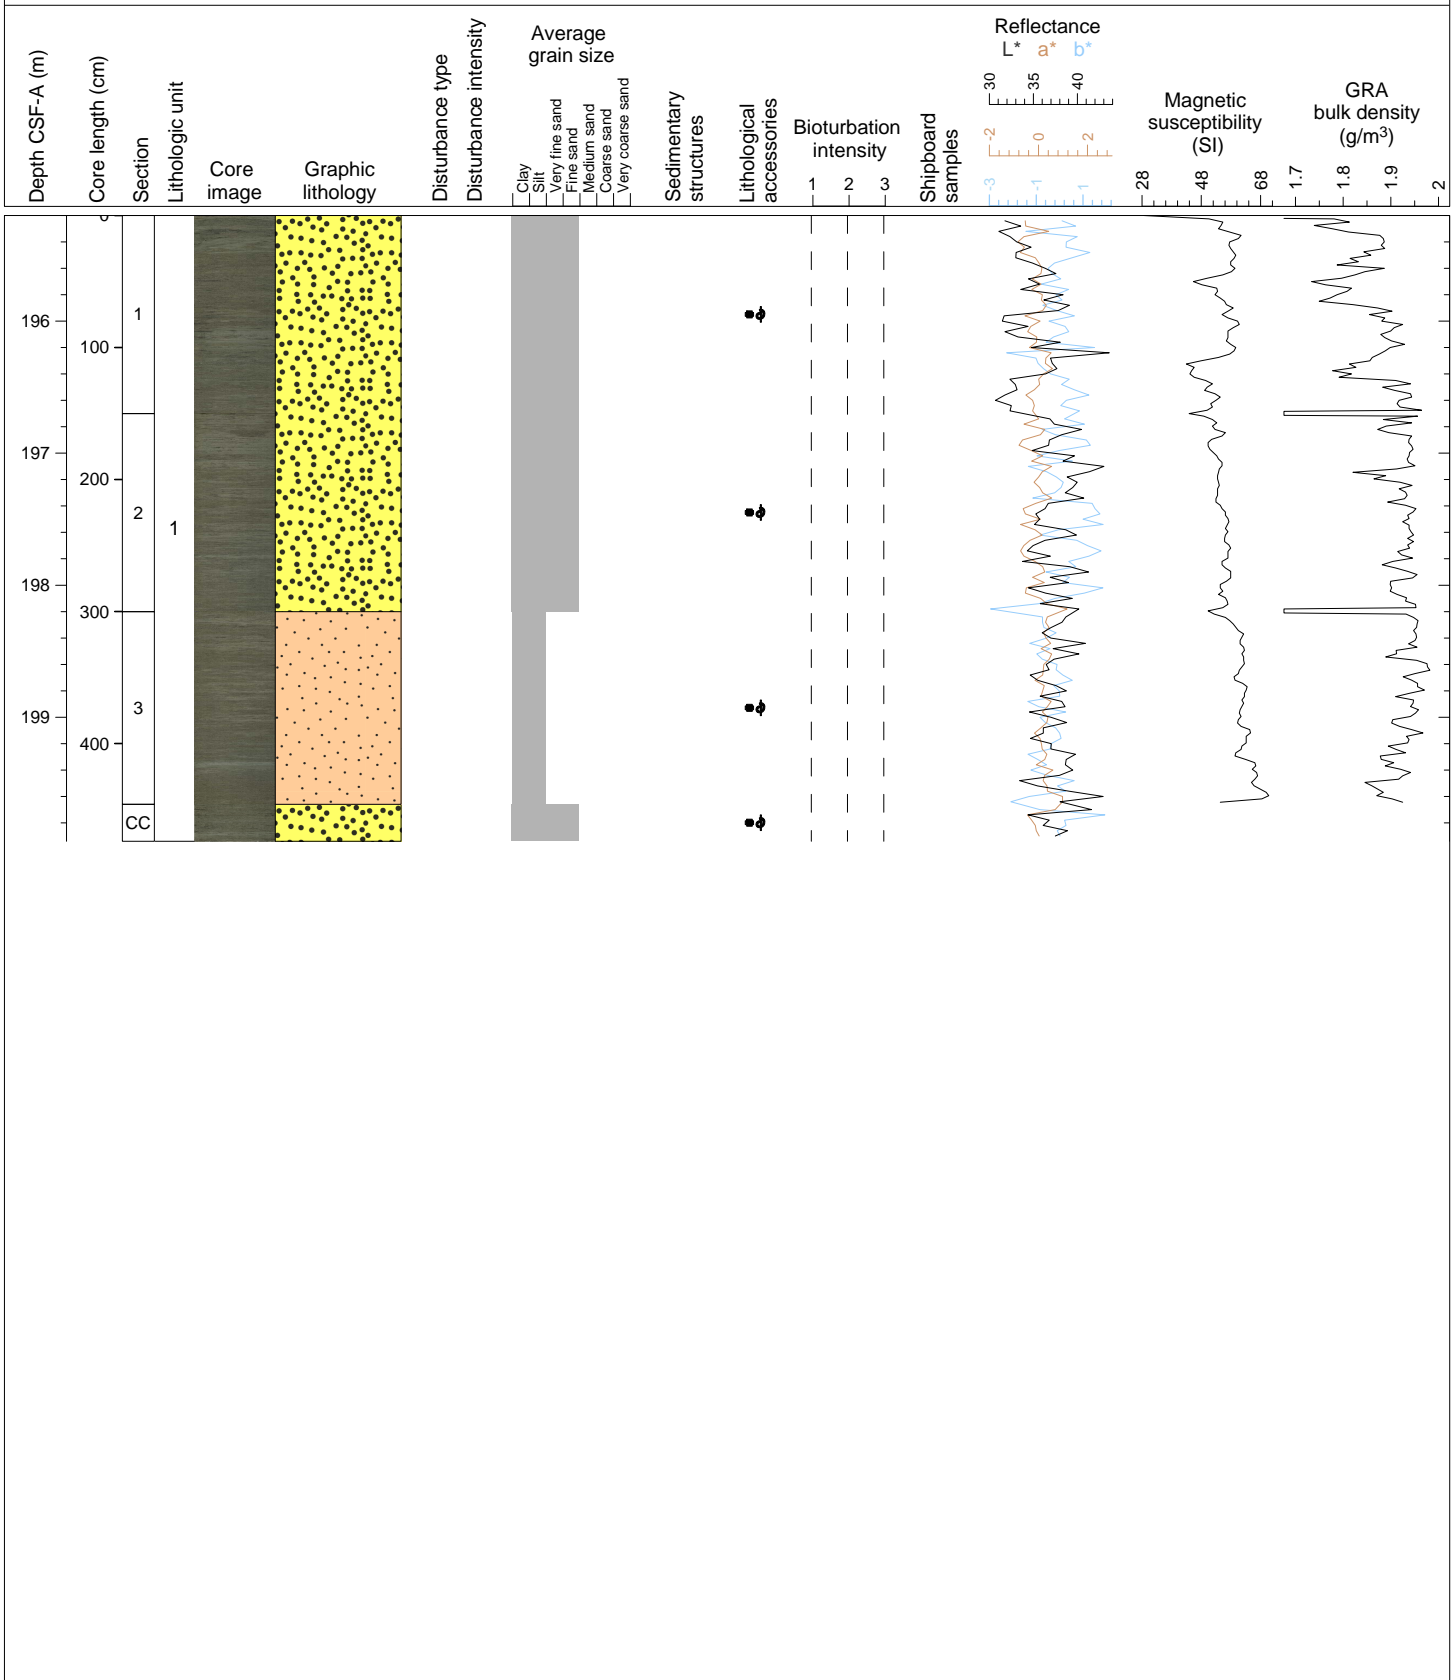 Depth CSF-A (m)
Core length (cm)
Section
Lithologic unit
Core
image
Graphic
lithology
Disturbance type
Disturbance intensity
Average
grain size
Clay
Silt
Very fine sand
Fine sand
Medium sand
Coarse sand
Very coarse sand
Sedimentary
structures
Lithological
accessories
Bioturbation
intensity
1 2 3
Shipboard
samples
Reflectance
L* a* b*
30 35 40
-2 0 2
-3 -1 1
Magnetic
susceptibility
(SI)
28 48 68
GRA
bulk density
(g/m³)
1.7 1.8 1.9 2
0
1
196
100
197
200
2
1
198
300
3
199
400
CC